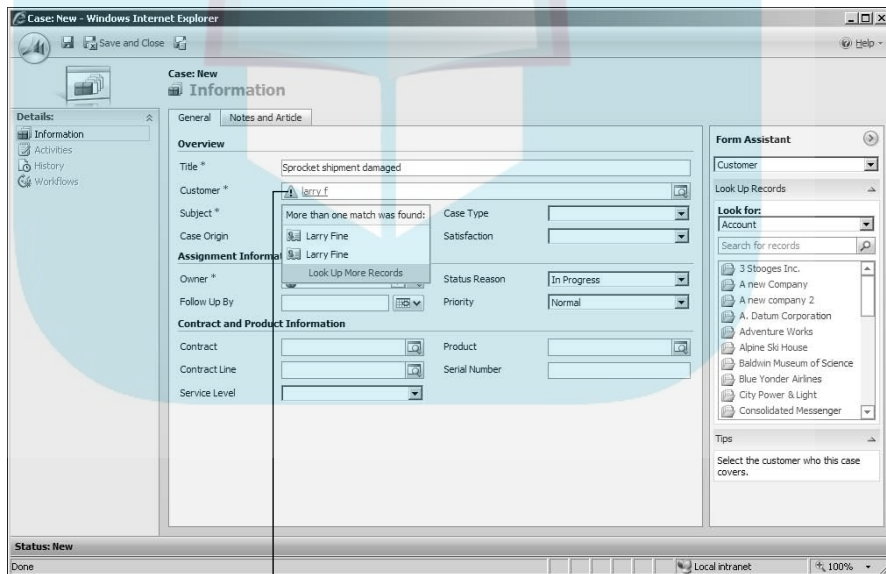 Case: New - Windows Internet Explorer
Save and Close
Help
Case: New
Information
Details:
Information
Activities
History
Workflows
General
Notes and Article
Overview
Title *
Sprocket shipment damaged
Customer *
larry f
Subject *
More than one match was found:
Case Type
Case Origin
Larry Fine
Satisfaction
Assignment Informa
Larry Fine
Look Up More Records
Owner *
Status Reason
In Progress
Follow Up By
Priority
Normal
Contract and Product Information
Contract
Product
Contract Line
Serial Number
Service Level
Form Assistant
Customer
Look Up Records
Look for:
Account
Search for records
3 Stooges Inc.
A new Company
A new company 2
A. Datum Corporation
Adventure Works
Alpine Ski House
Baldwin Museum of Science
Blue Yonder Airlines
City Power & Light
Consolidated Messenger
Tips
Select the customer who this case
covers.
Status: New
Done
Local intranet
100%